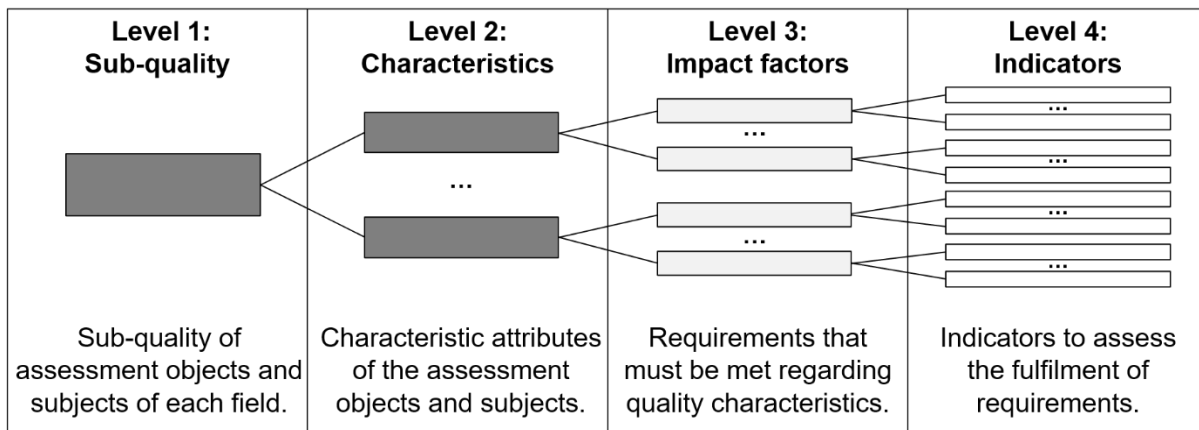 Level 1:
Sub-quality
Level 2:
Characteristics
Level 3:
Impact factors
Level 4:
Indicators
...
...
...
...
...
...
...
Sub-quality of
assessment objects and
subjects of each field.
Characteristic attributes
of the assessment
objects and subjects.
Requirements that
must be met regarding
quality characteristics.
Indicators to assess
the fulfilment of
requirements.